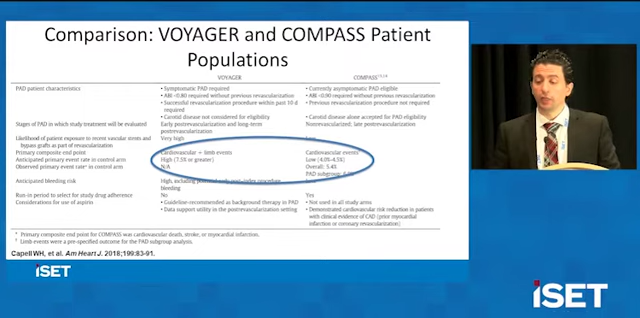 Comparison: VOYAGER and COMPASS Patient
Populations
VOYAGER COMPASS
PAD patient characteristics • Symptomatic PAD required • Currently asymptomatic PAD eligible
• ABI <0.80 required without previous revascularization • ABI <0.90 required without previous revascularization
• Successful revascularization procedure within past 10 d required • Previous revascularization procedure not required
• Carotid disease not considered for eligibility • Carotid disease alone accepted for PAD eligibility
Stages of PAD in which study treatment will be evaluated Early postrevascularization and long-term postrevascularization Nonrevascularized; late postrevascularization
Likelihood of patient exposure to recent vascular stents and bypass grafts as part of revascularization Very high
Primary composite end point Cardiovascular + limb events Cardiovascular events
Anticipated primary event rate in control arm High (7.5% or greater) Low (4.0%-4.5%)
Observed primary event rate* in control arm N/A Overall: 5.4%
PAD subgroup:
Anticipated bleeding risk High, including potential early post-index procedure bleeding
Run-in period to select for study drug adherence No Yes
Considerations for use of aspirin • Guideline-recommended as background therapy in PAD • Not used in all study arms
• Data support utility in the postrevascularization setting • Demonstrated cardiovascular risk reduction in patients with clinical evidence of CAD (prior myocardial infarction or coronary revascularization)
* Primary composite end point for COMPASS was cardiovascular death, stroke, or myocardial infarction.
† Limb events were a pre-specified outcome for the PAD subgroup analysis.
Capell WH, et al. Am Heart J. 2018;199:83-91.
iSET
iSET